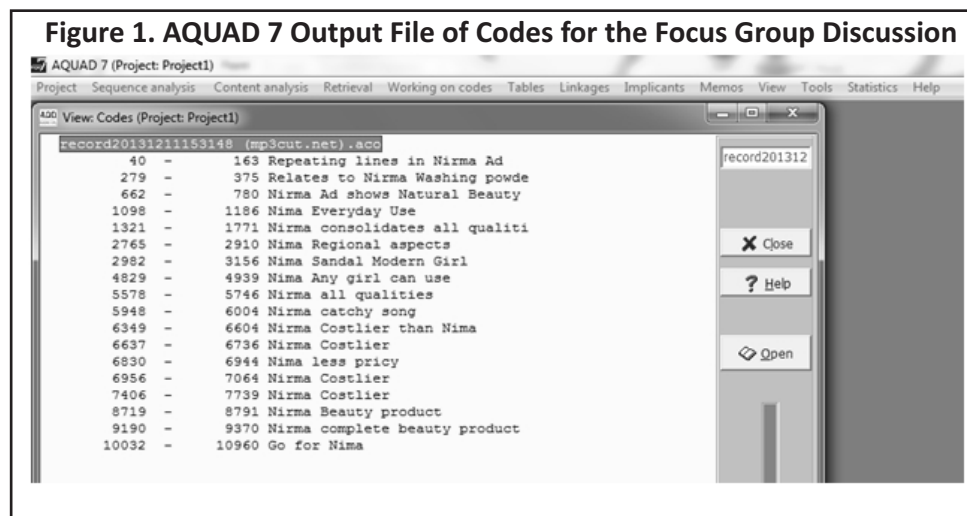 Figure 1. AQUAD 7 Output File of Codes for the Focus Group Discussion
AQUAD 7 (Project: Project1)
Project Sequence analysis Content analysis Retrieval Working on codes Tables Linkages Implicants Memos View Tools Statistics Help
View: Codes (Project: Project1)
record20131211153148 (mp3cut.net).aco
40 - 163 Repeating lines in Nirma Ad
279 - 375 Relates to Nirma Washing powde
662 - 780 Nirma Ad shows Natural Beauty
1098 - 1186 Nima Everyday Use
1321 - 1771 Nirma consolidates all qualiti
2765 - 2910 Nima Regional aspects
2982 - 3156 Nima Sandal Modern Girl
4829 - 4939 Nima Any girl can use
5578 - 5746 Nirma all qualities
5948 - 6004 Nirma catchy song
6349 - 6604 Nirma Costlier than Nima
6637 - 6736 Nirma Costlier
6830 - 6944 Nima less pricy
6956 - 7064 Nirma Costlier
7406 - 7739 Nirma Costlier
8719 - 8791 Nirma Beauty product
9190 - 9370 Nirma complete beauty product
10032 - 10960 Go for Nima
record201312
Close
Help
Open